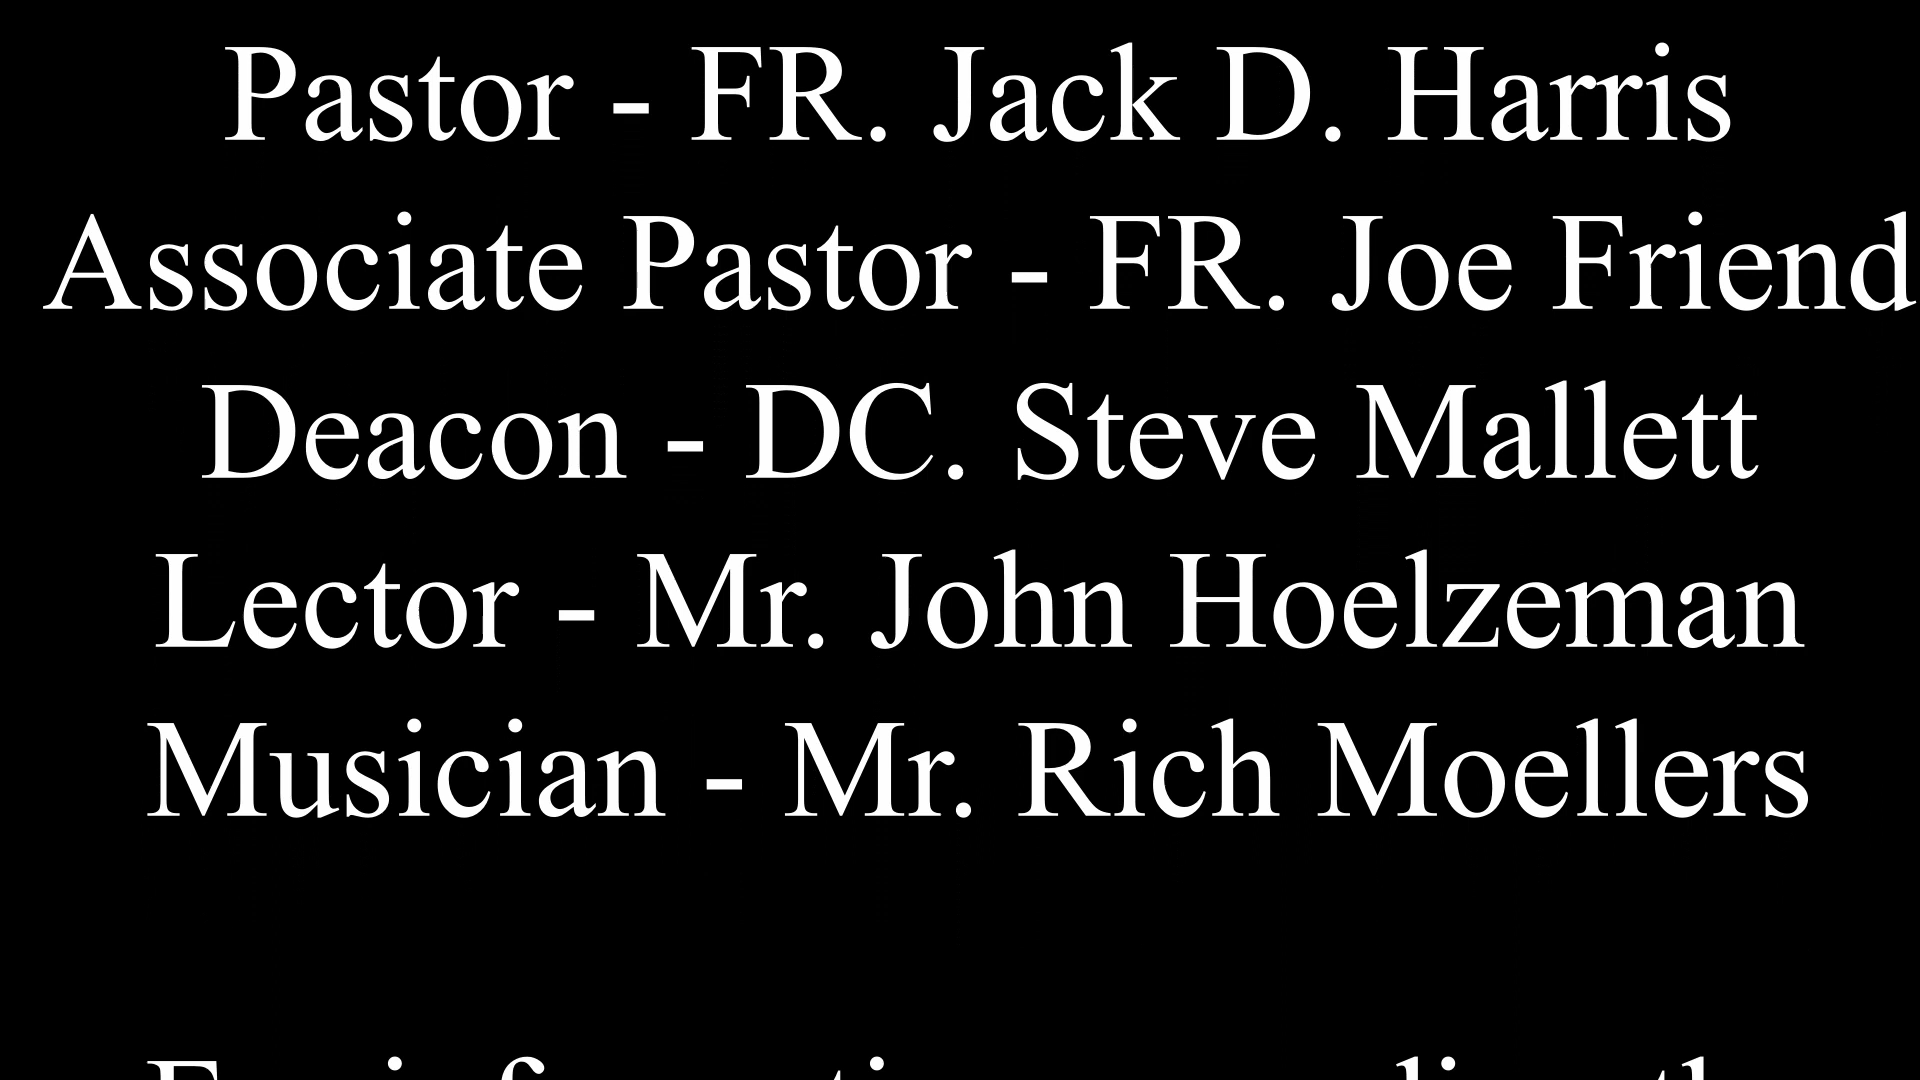 Pastor - FR. Jack D. Harris
Associate Pastor - FR. Joe Friend
Deacon - DC. Steve Mallett
Lector - Mr. John Hoelzeman
Musician - Mr. Rich Moellers